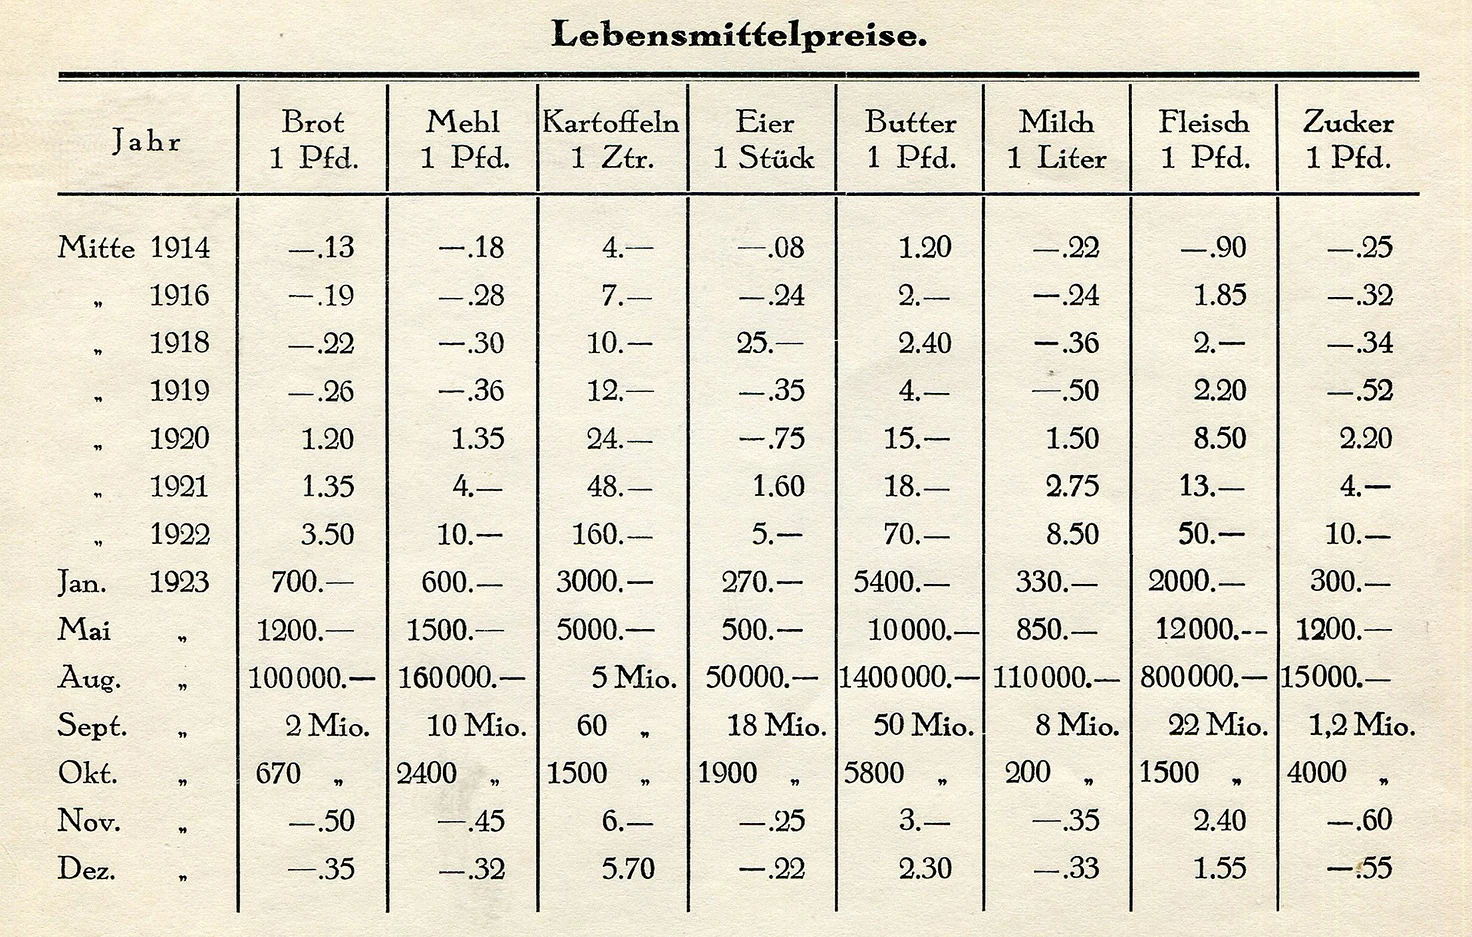 Lebensmittelpreise.
Jahr Brot 1 Pfd. Mehl 1 Pfd. Kartoffeln 1 Ztr. Eier 1 Stück Butter 1 Pfd. Milch 1 Liter Fleisch 1 Pfd. Zucker 1 Pfd.
Mitte 1914 —.13 —.18 4.— —.08 1.20 —.22 —.90 —.25
„ 1916 —.19 —.28 7.— —.24 2.— —.24 1.85 —.32
„ 1918 —.22 —.30 10.— 25.— 2.40 —.36 2.— —.34
„ 1919 —.26 —.36 12.— —.35 4.— —.50 2.20 —.52
„ 1920 1.20 1.35 24.— —.75 15.— 1.50 8.50 2.20
„ 1921 1.35 4.— 48.— 1.60 18.— 2.75 13.— 4.—
„ 1922 3.50 10.— 160.— 5.— 70.— 8.50 50.— 10.—
Jan. 1923 700.— 600.— 3000.— 270.— 5400.— 330.— 2000.— 300.—
Mai „ 1200.— 1500.— 5000.— 500.— 10000.— 850.— 12000.-- 1200.—
Aug. „ 100000.— 160000.— 5 Mio. 50000.— 1400000.— 110000.— 800000.— 15000.—
Sept. „ 2 Mio. 10 Mio. 60 „ 18 Mio. 50 Mio. 8 Mio. 22 Mio. 1,2 Mio.
Okt. „ 670 „ 2400 „ 1500 „ 1900 „ 5800 „ 200 „ 1500 „ 4000 „
Nov. „ —.50 —.45 6.— —.25 3.— —.35 2.40 —.60
Dez. „ —.35 —.32 5.70 —.22 2.30 —.33 1.55 —.55